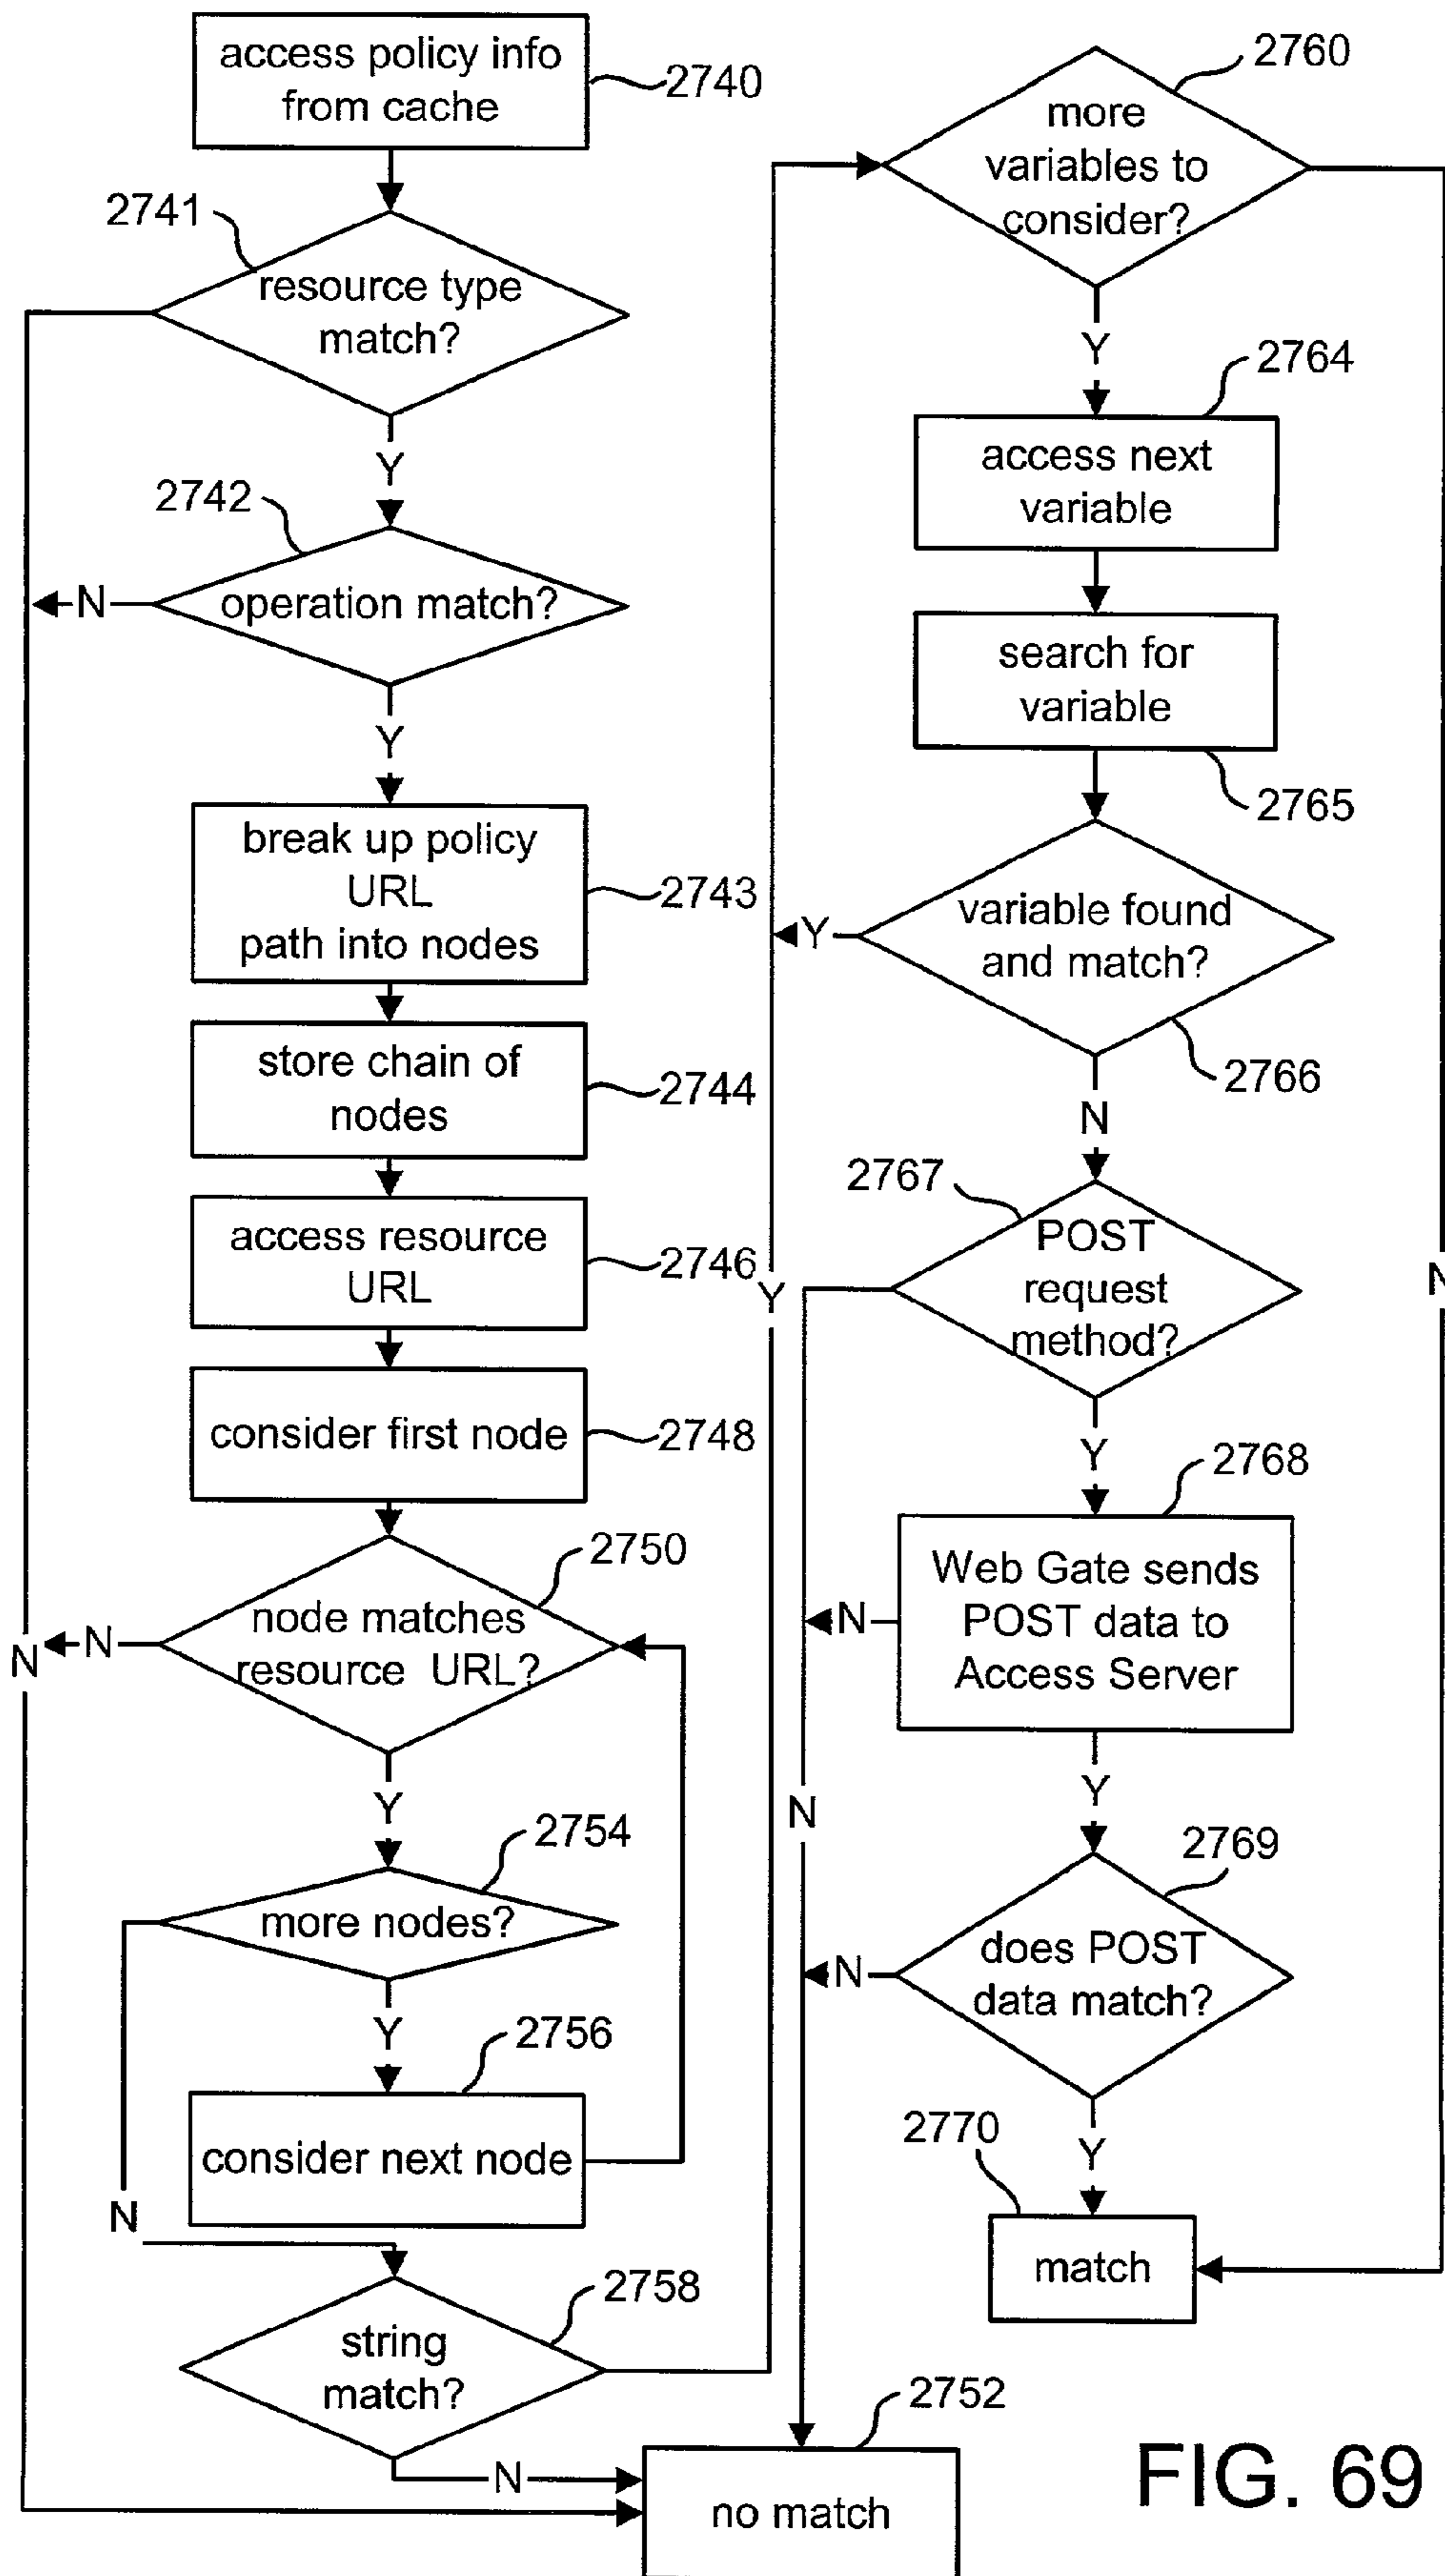 access policy info
from cache
2740
2741
resource type
match?
Y
2742
operation match?
N
Y
break up policy
URL
path into nodes
2743
store chain of
nodes
2744
access resource
URL
2746
consider first node
2748
2750
node matches
resource URL?
N
N
Y
2754
more nodes?
Y
2756
consider next node
N
2758
string
match?
N
Y
2760
more
variables to
consider?
Y
N
2764
access next
variable
search for
variable
2765
variable found
and match?
Y
2766
N
2767
POST
request
method?
Y
N
2768
Web Gate sends
POST data to
Access Server
N
Y
2769
does POST
data match?
N
Y
2770
match
2752
no match
FIG. 69